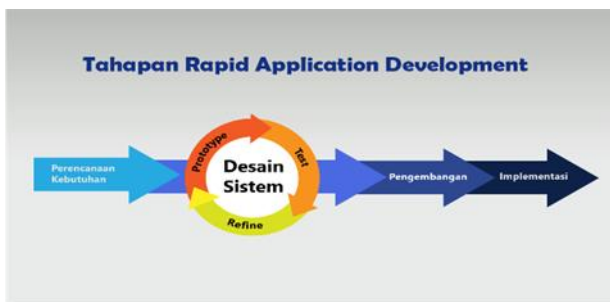 Tahapan Rapid Application Development
Perencanaan
Kebutuhan
Prototype
Test
Refine
Desain
Sistem
Pengembangan
Implementasi